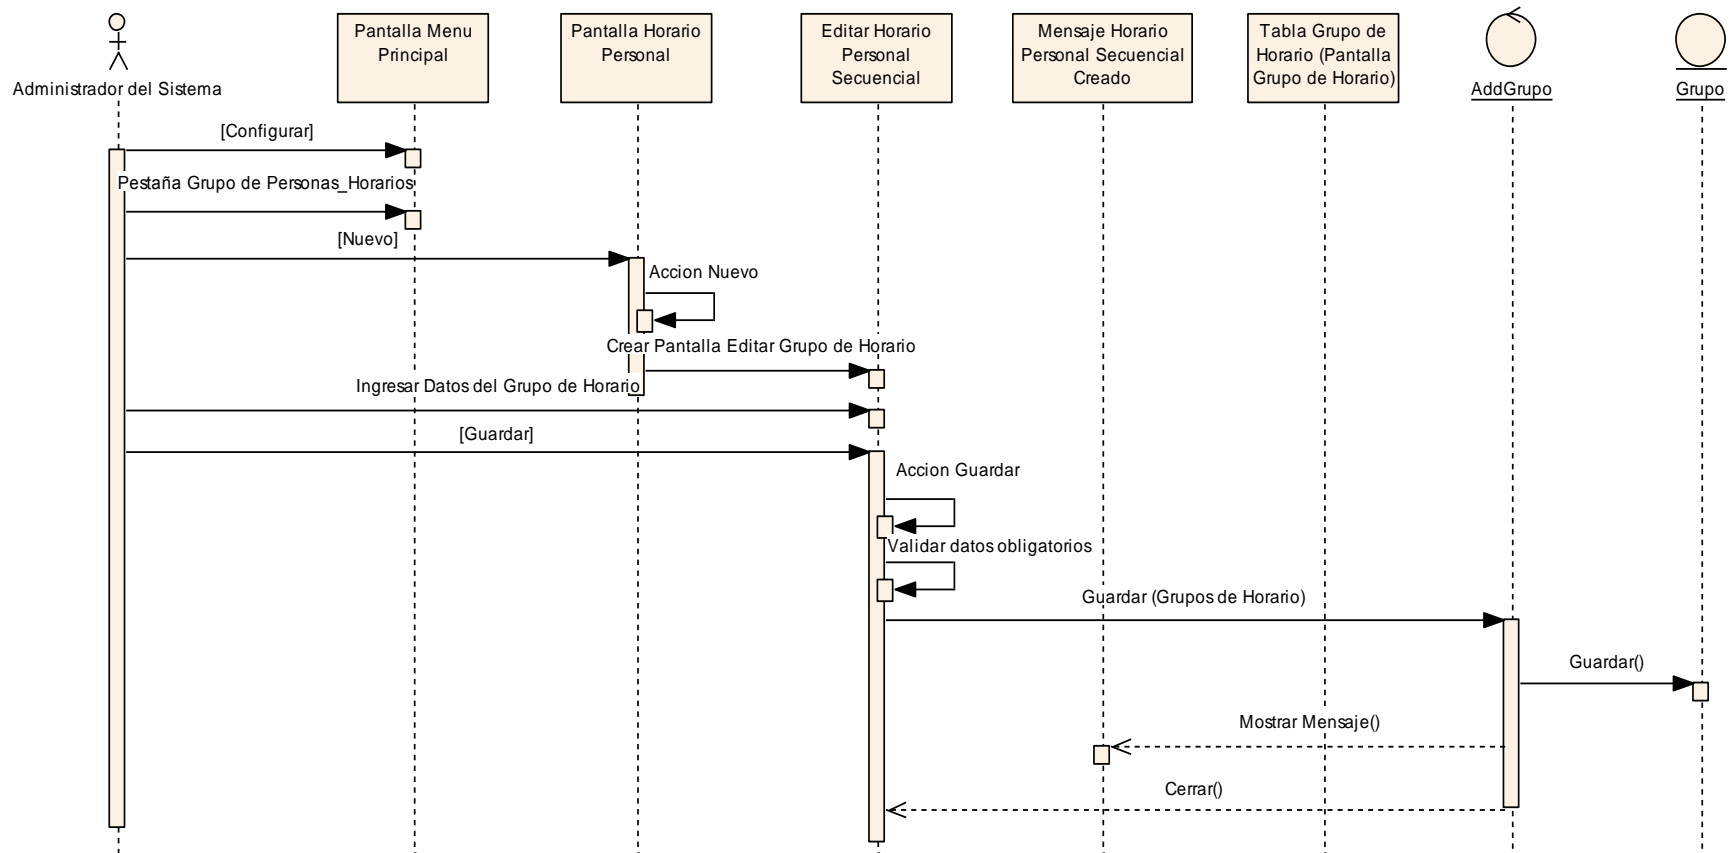 Pantalla Menu
Principal
Pantalla Horario
Personal
Editar Horario
Personal
Secuencial
Mensaje Horario
Personal Secuencial
Creado
Tabla Grupo de
Horario (Pantalla
Grupo de Horario)
Administrador del Sistema
AddGrupo
Grupo
[Configurar]
Pestaña Grupo de Personas_Horarios
[Nuevo]
Accion Nuevo
Crear Pantalla Editar Grupo de Horario
Ingresar Datos del Grupo de Horario
[Guardar]
Accion Guardar
Validar datos obligatorios
Guardar (Grupos de Horario)
Guardar()
Mostrar Mensaje()
Cerrar()